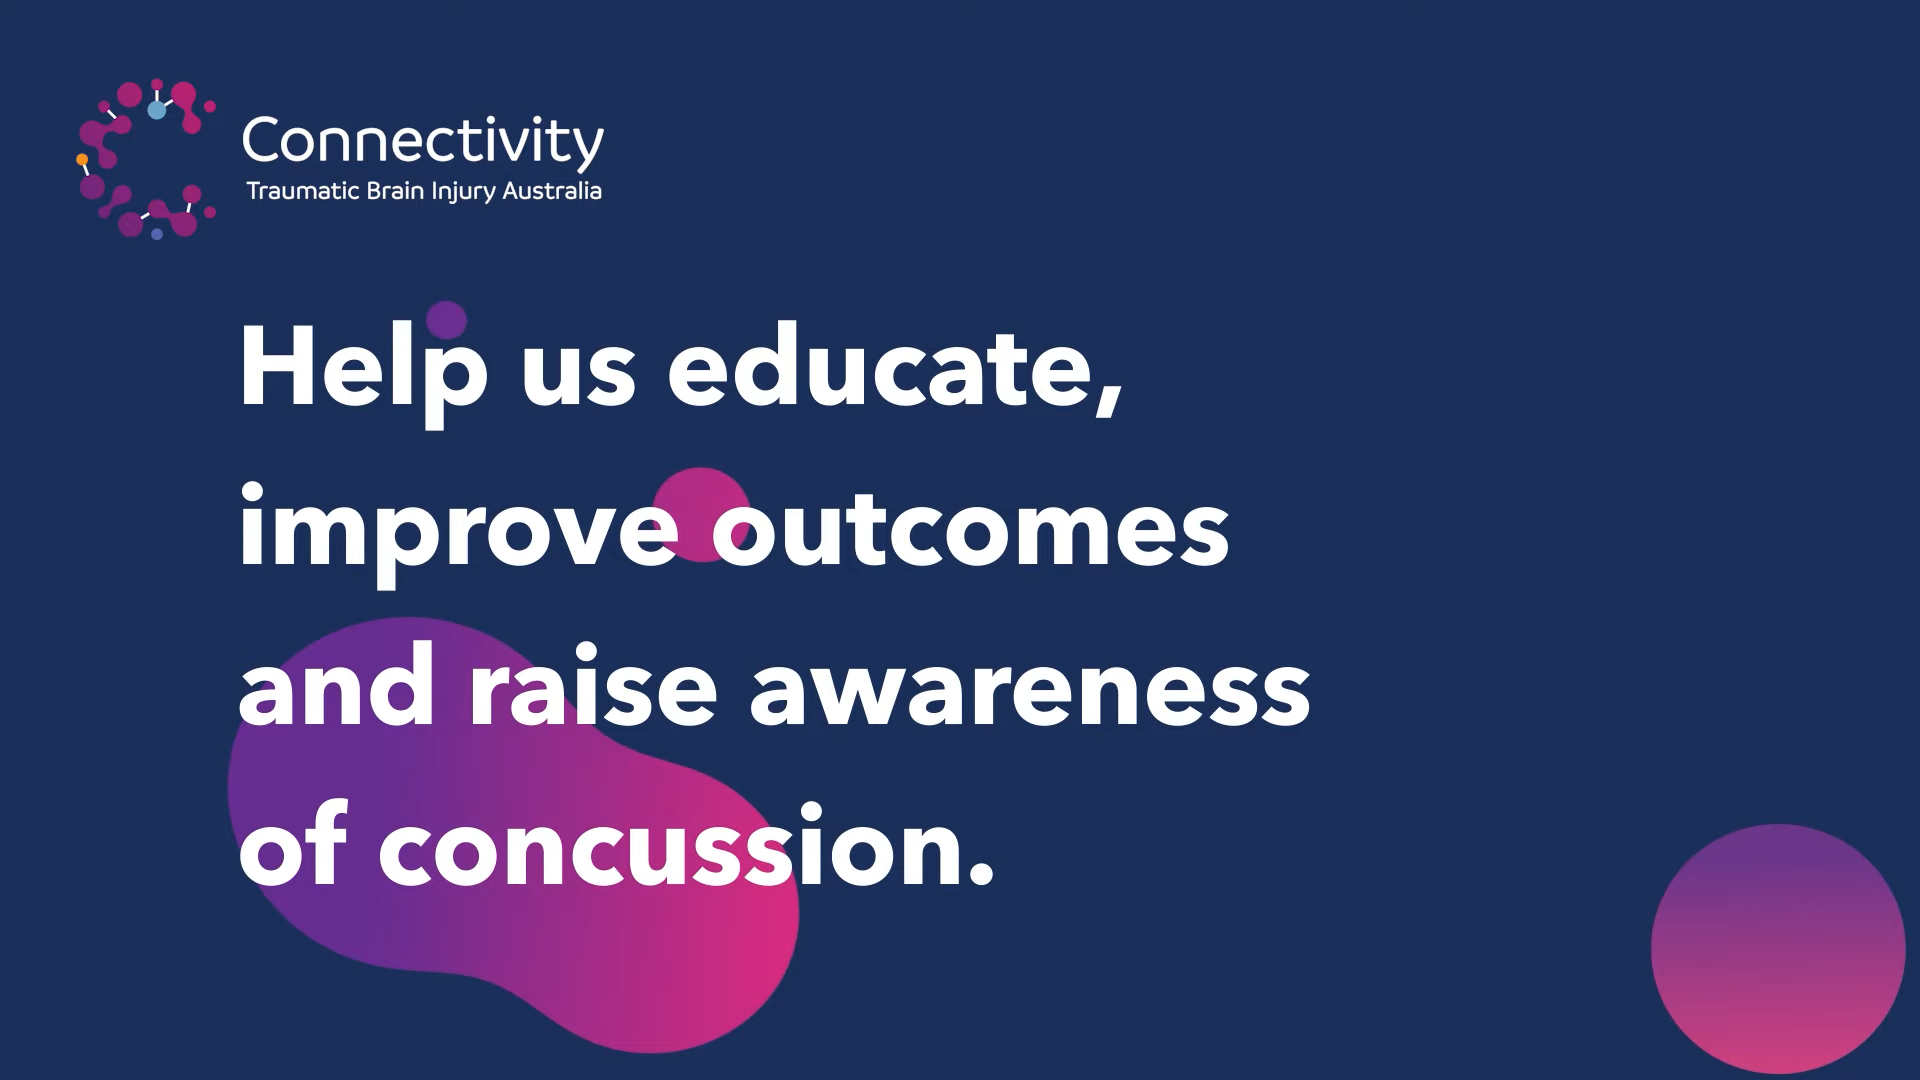 Connectivity
Traumatic Brain Injury Australia
Help us educate,
improve outcomes
and raise awareness
of concussion.